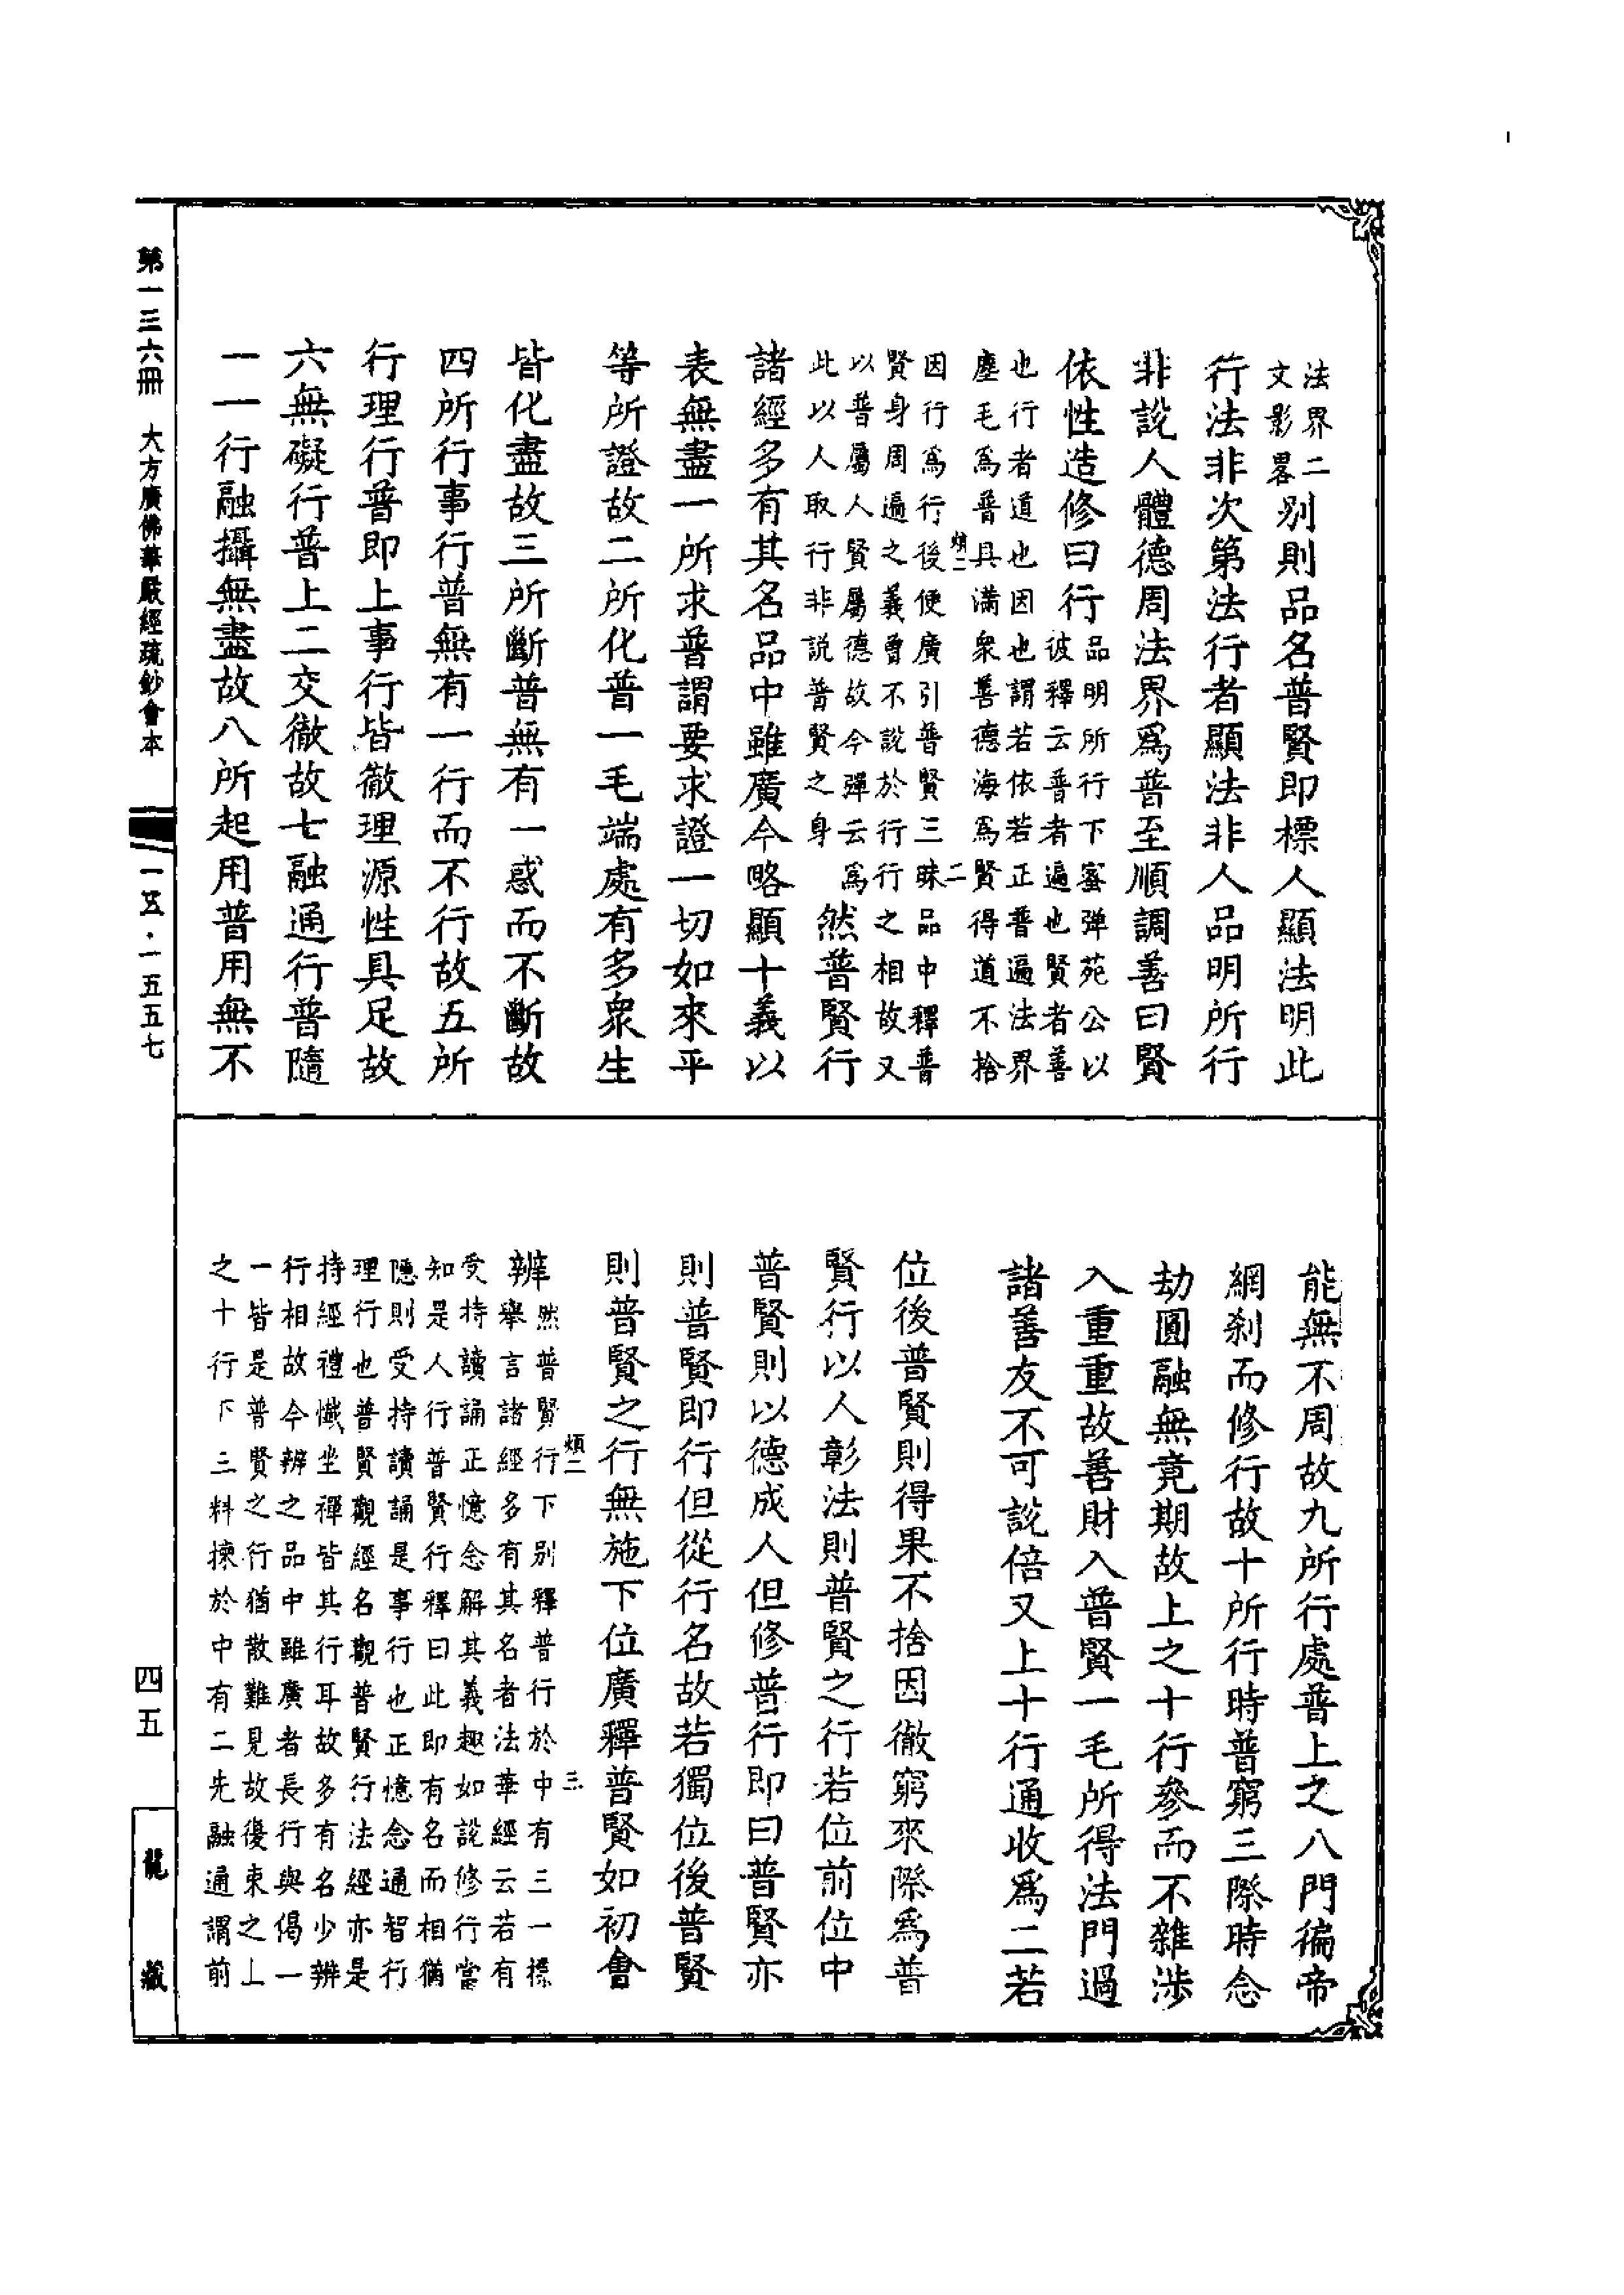 法界二
文影畧
别則品名普賢即標人顯法明此
行法非次第法行者顯法非人品明所行
非說人體德周法界爲普至順調善曰賢
依性造修曰行
品明所行下蜜弹苑公以
彼釋云普者遍也賢者善
也行者道也因也謂若依若正普遍法界
塵毛爲普具滿衆善德海爲賢得道不捨
煩二 二
因行爲行後便廣引普賢三昧品中釋普
賢身周遍之義曾不說於行行之相故又
以普屬人賢屬德故今彈云爲
此以人取行非説普賢之身
然普賢行
諸經多有其名品中雖廣今略顯十義以
表無盡一所求普謂要求證一切如來平
等所證故二所化普一毛端處有多衆生
皆化盡故三所斷普無有一惑而不斷故
四所行事行普無有一行而不行故五所
行理行普即上事行皆徹理源性具足故
六無礙行普上二交徹故七融通行普隨
一一行融攝無盡故八所起用普用無不
能無不周故九所行處普上之八門徧帝
網刹而修行故十所行時普窮三際時念
劫圓融無竟期故上之十行參而不雜涉
入重重故善財入普賢一毛所得法門過
諸善友不可說倍又上十行通收爲二若
位後普賢則得果不捨因徹窮來際爲普
賢行以人彰法則普賢之行若位前位中
普賢則以德成人但修普行即曰普賢亦
則普賢即行但從行名故若獨位後普賢
則普賢之行無施下位廣釋普賢如初會
煩二 三
辨
然普賢行下别釋普行於中有三一標
舉言諸經多有其名者法華經云若有
受持讀誦正憶念解其義趣如說修行當
知是人行普賢行釋曰此即有名而相猶
隱則受持讀誦是事行也正憶念通智行
理行也普賢觀經名觀普賢行法經亦是
持經禮懺坐禪皆其行耳故多有名少辨
行相故今辨之品中雖廣者長行與偈一
一皆是普賢之行猶散難見故復束之上
之十行下三料揀於中有二先融通謂前
第一三六冊 大方廣佛華嚴經疏鈔會本
一五·一五五七
四五
龍藏